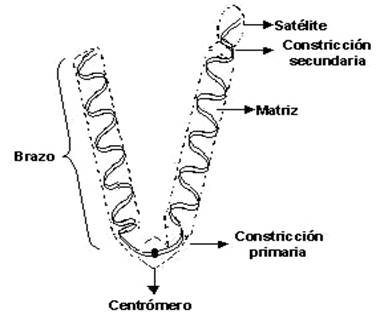 Satélite
Constricción
secundaria
Matriz
Brazo
Constricción
primaria
Centrómero